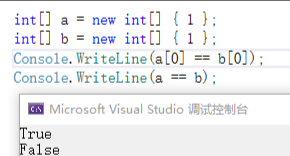 int[] a = new int[] { 1 };
int[] b = new int[] { 1 };
Console.WriteLine(a[0] == b[0]);
Console.WriteLine(a == b);
Microsoft Visual Studio 调试控制台
True
False